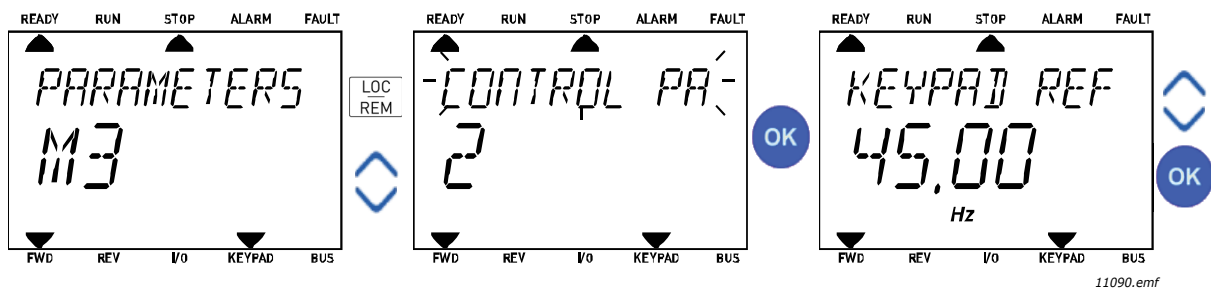 READY RUN STOP ALARM FAULT
PARAMETERS
M3
FWD REV I/O KEYPAD BUS
LOC
REM
READY RUN STOP ALARM FAULT
CONTROL PA
2
FWD REV I/O KEYPAD BUS
OK
READY RUN STOP ALARM FAULT
KEYPAD REF
45.00
Hz
FWD REV I/O KEYPAD BUS
OK
11090.emf